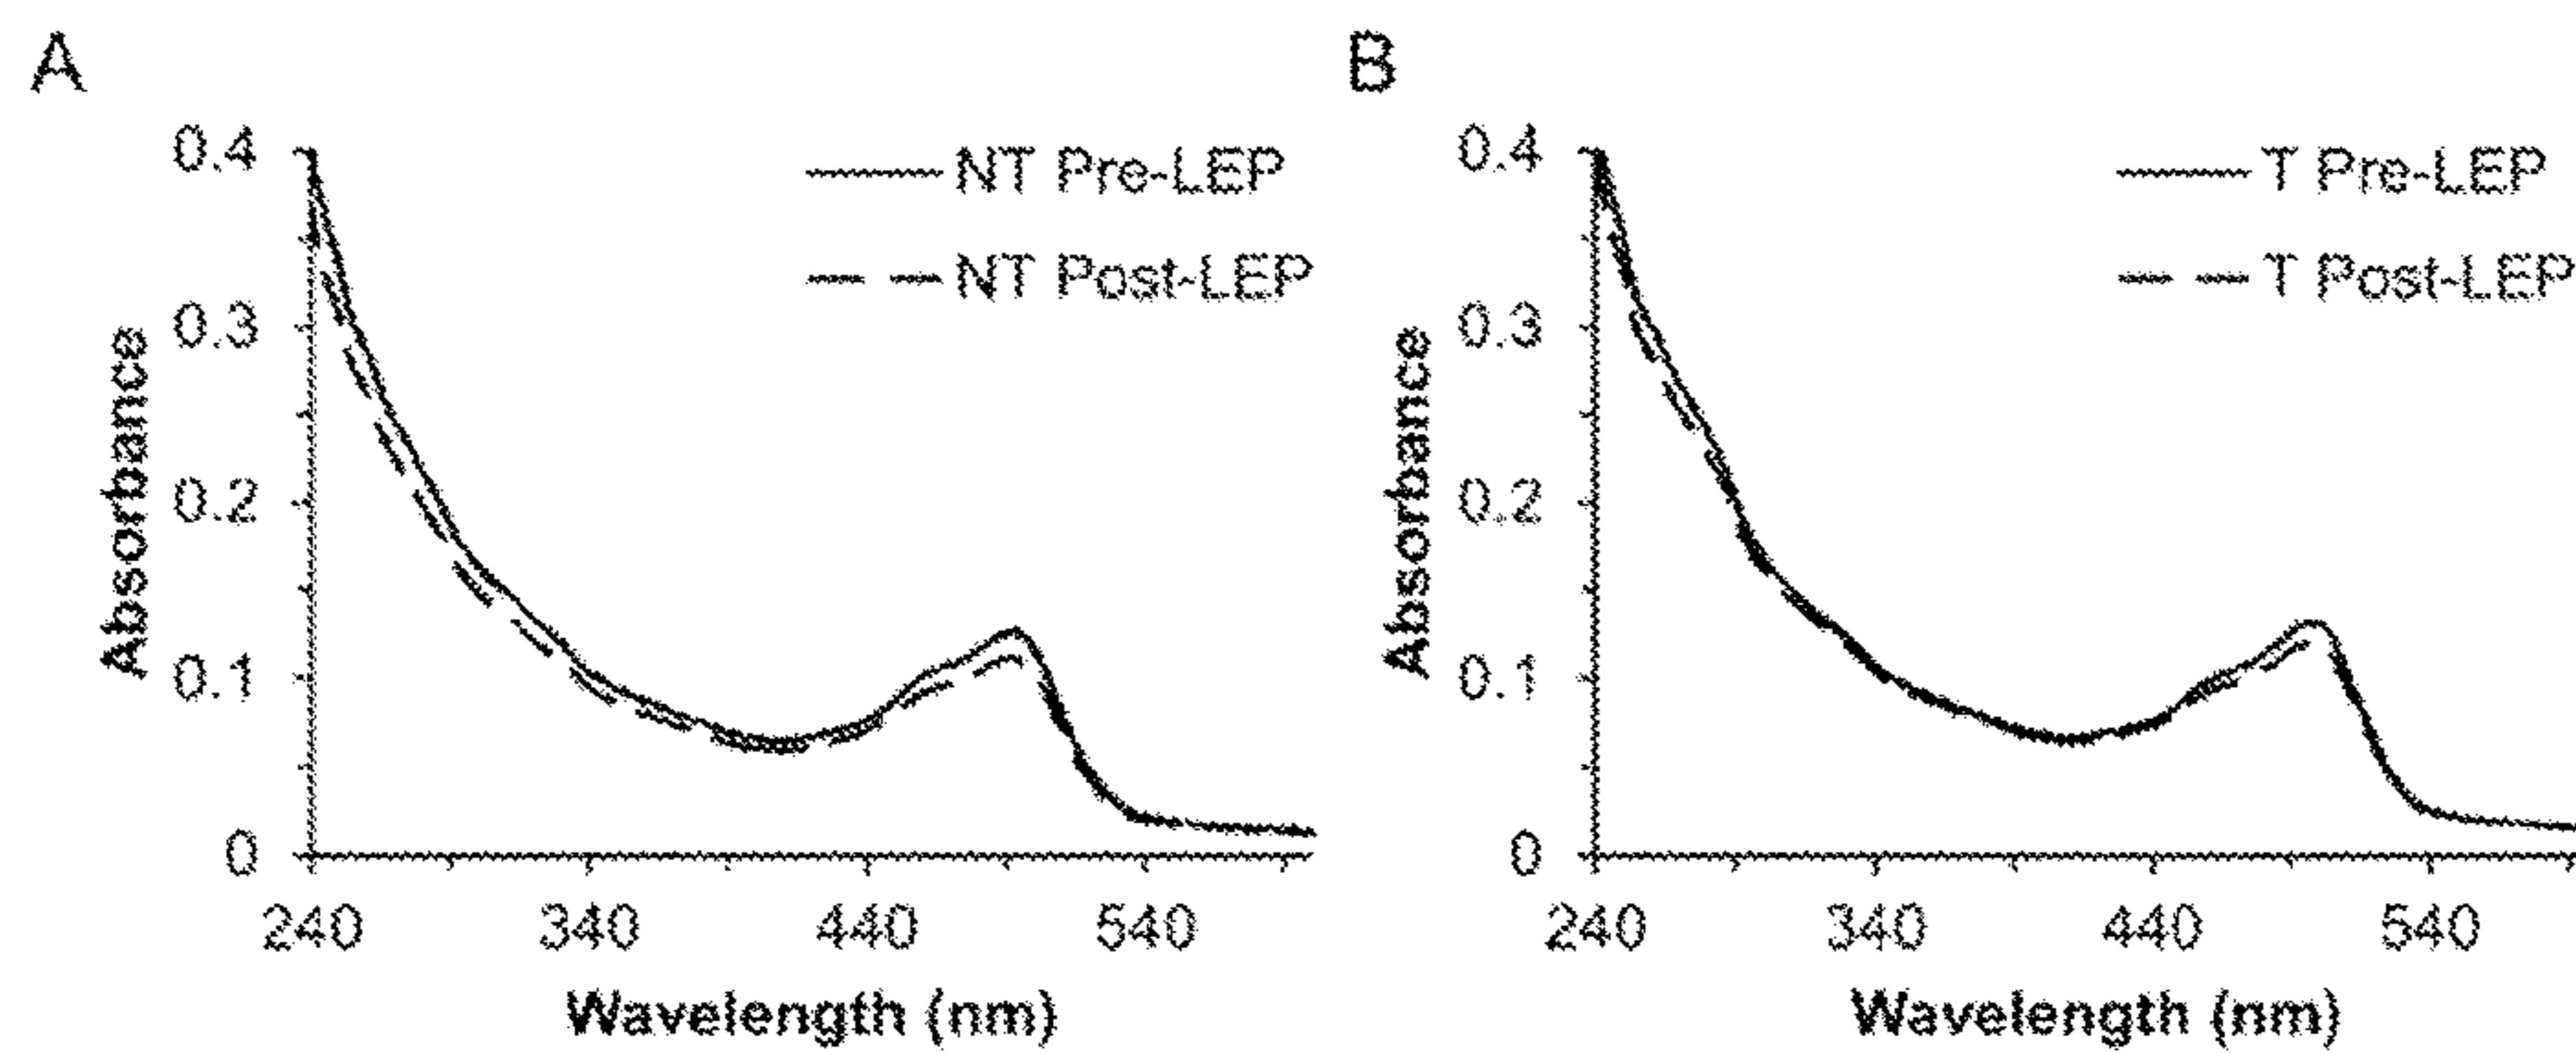 A
0.4
0.3
0.2
0.1
0
Absorbance
NT Pre-LEP
NT Post-LEP
240 340 440 540
Wavelength (nm)
B
0.4
0.3
0.2
0.1
0
Absorbance
T Pre-LEP
T Post-LEP
240 340 440 540
Wavelength (nm)